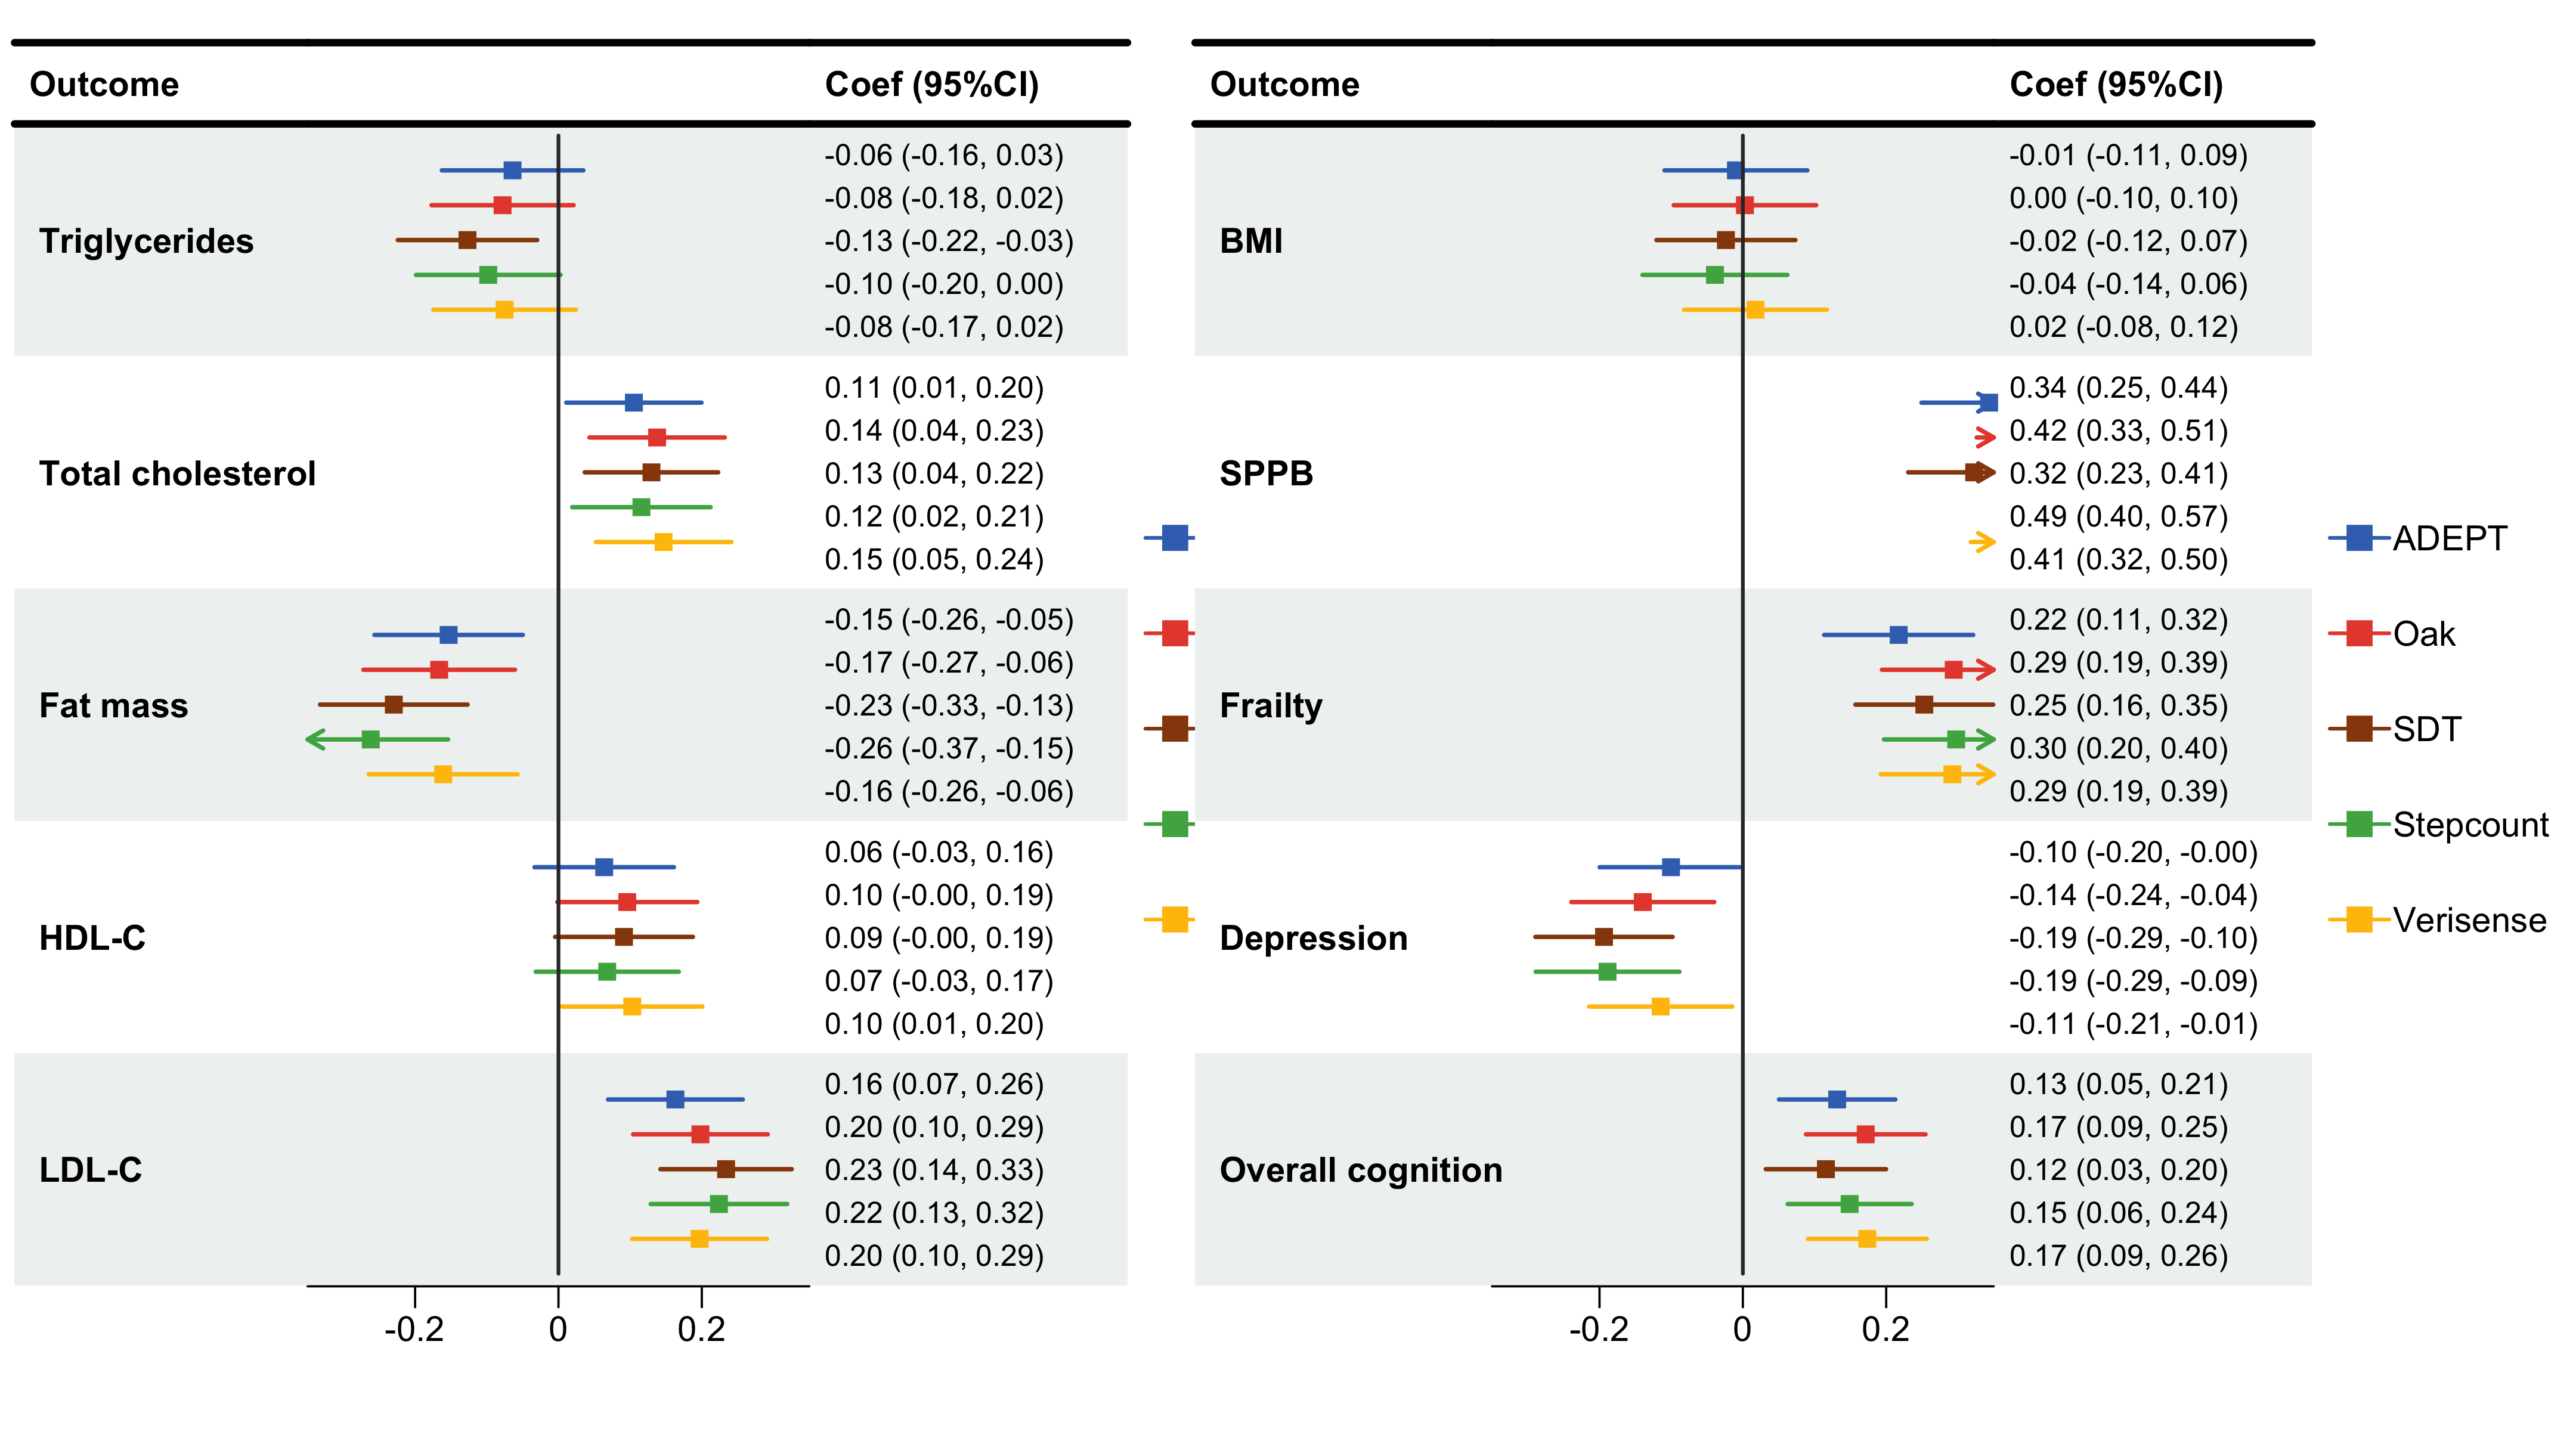 Outcome Coef (95%CI)
Triglycerides
-0.06 (-0.16, 0.03)
-0.08 (-0.18, 0.02)
-0.13 (-0.22, -0.03)
-0.10 (-0.20, 0.00)
-0.08 (-0.17, 0.02)
Total cholesterol
0.11 (0.01, 0.20)
0.14 (0.04, 0.23)
0.13 (0.04, 0.22)
0.12 (0.02, 0.21)
0.15 (0.05, 0.24)
Fat mass
-0.15 (-0.26, -0.05)
-0.17 (-0.27, -0.06)
-0.23 (-0.33, -0.13)
-0.26 (-0.37, -0.15)
-0.16 (-0.26, -0.06)
HDL-C
0.06 (-0.03, 0.16)
0.10 (-0.00, 0.19)
0.09 (-0.00, 0.19)
0.07 (-0.03, 0.17)
0.10 (0.01, 0.20)
LDL-C
0.16 (0.07, 0.26)
0.20 (0.10, 0.29)
0.23 (0.14, 0.33)
0.22 (0.13, 0.32)
0.20 (0.10, 0.29)
-0.2 0 0.2
Outcome Coef (95%CI)
BMI
-0.01 (-0.11, 0.09)
0.00 (-0.10, 0.10)
-0.02 (-0.12, 0.07)
-0.04 (-0.14, 0.06)
0.02 (-0.08, 0.12)
SPPB
0.34 (0.25, 0.44)
0.42 (0.33, 0.51)
0.32 (0.23, 0.41)
0.49 (0.40, 0.57)
0.41 (0.32, 0.50)
Frailty
0.22 (0.11, 0.32)
0.29 (0.19, 0.39)
0.25 (0.16, 0.35)
0.30 (0.20, 0.40)
0.29 (0.19, 0.39)
Depression
-0.10 (-0.20, -0.00)
-0.14 (-0.24, -0.04)
-0.19 (-0.29, -0.10)
-0.19 (-0.29, -0.09)
-0.11 (-0.21, -0.01)
Overall cognition
0.13 (0.05, 0.21)
0.17 (0.09, 0.25)
0.12 (0.03, 0.20)
0.15 (0.06, 0.24)
0.17 (0.09, 0.26)
-0.2 0 0.2
ADEPT
Oak
SDT
Stepcount
Verisense